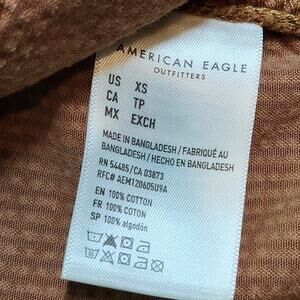 AMERICAN EAGLE
OUTFITTERS
US XS
CA TP
MX EXCH
MADE IN BANGLADESH / FABRIQUÉ AU
BANGLADESH / HECHO EN BANGLADESH
RN 54485/CA 03873
RFC# AEM120605U9A
EN 100% COTTON
FR 100% COTON
SP 100% algodón